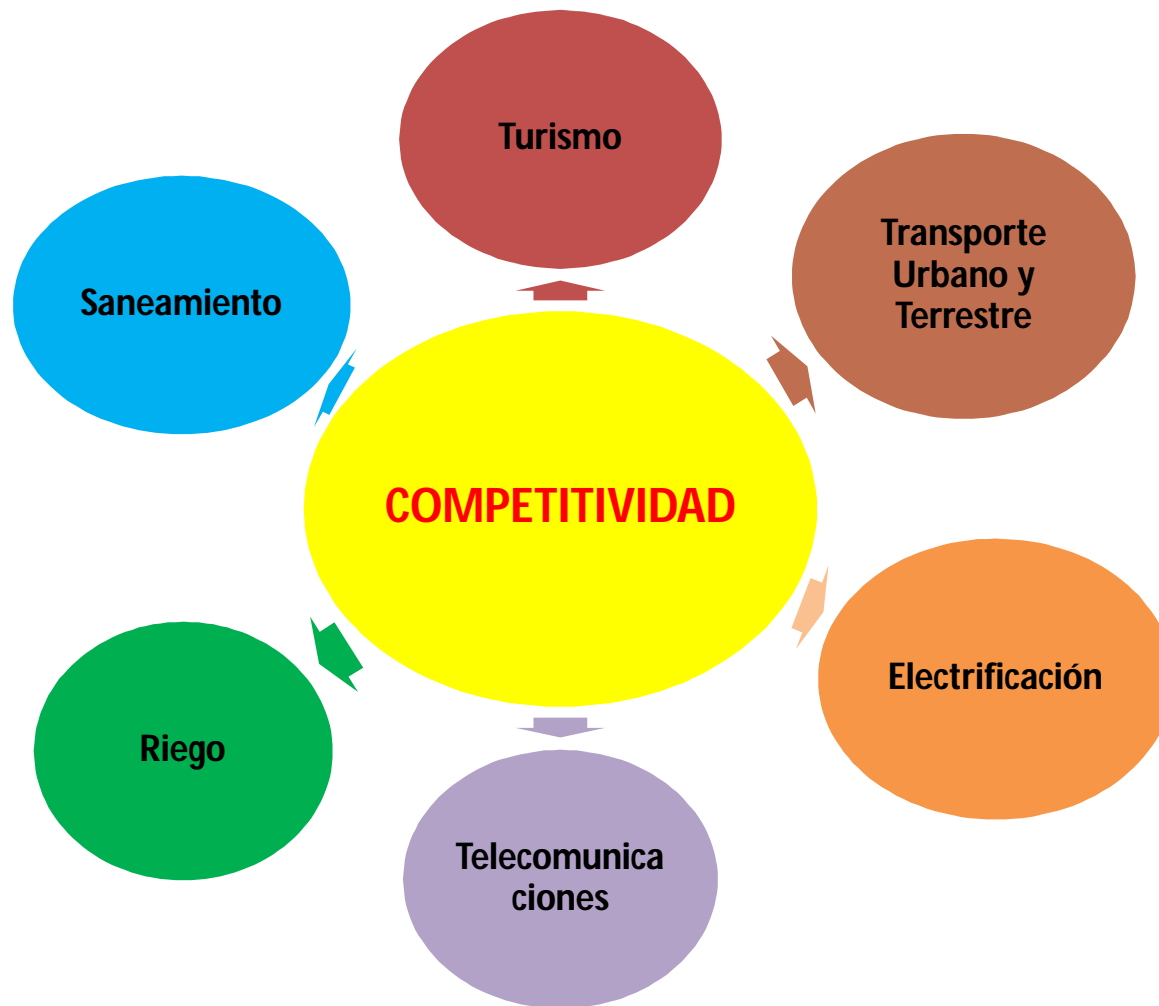 Turismo
Transporte
Urbano y
Terrestre
Saneamiento
COMPETITIVIDAD
Electrificación
Riego
Telecomunica
ciones